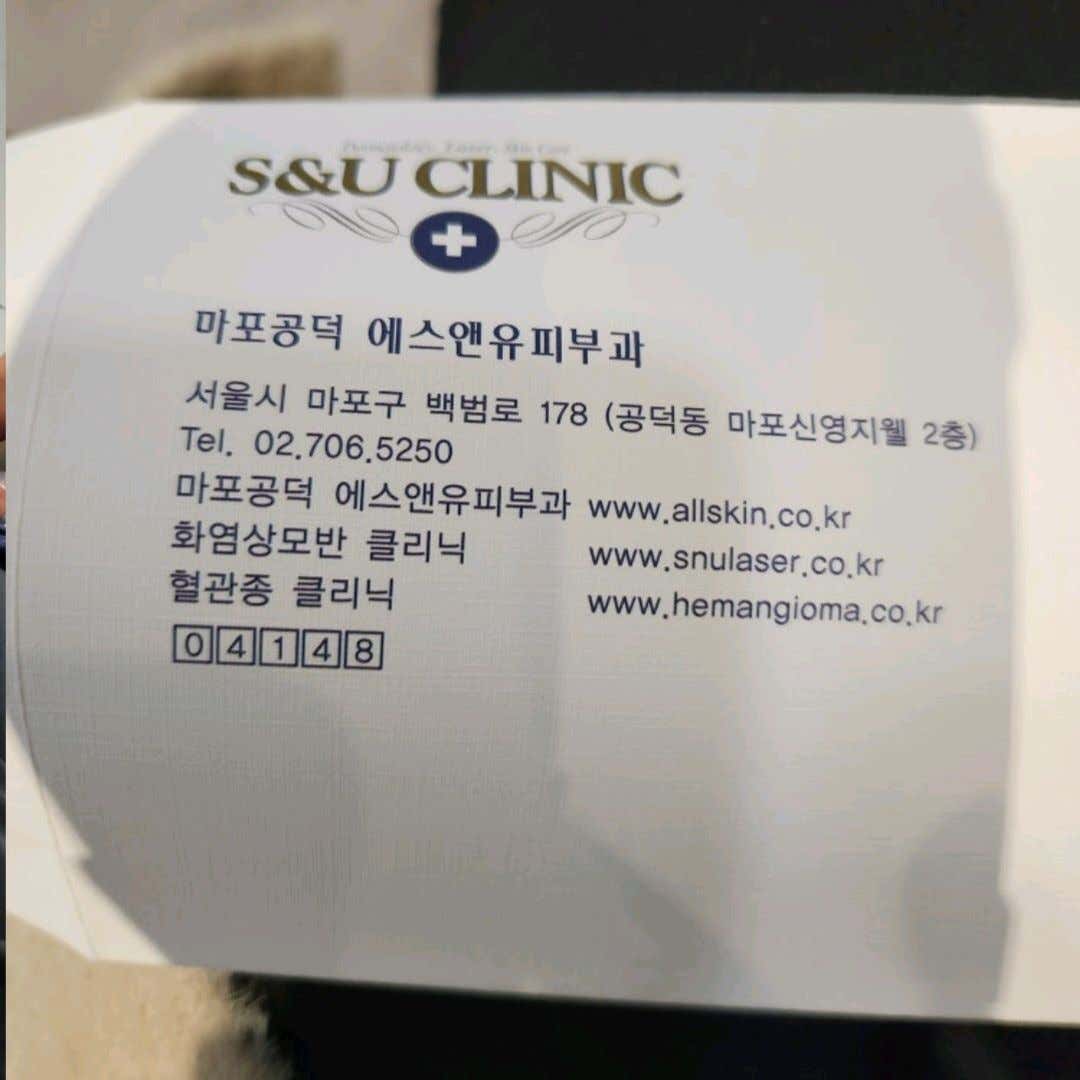 S&U CLINIC
마포공덕 에스앤유피부과
서울시 마포구 백범로 178 (공덕동 마포신영지웰 2층)
Tel. 02.706.5250
마포공덕 에스앤유피부과 www.allskin.co.kr
화염상모반 클리닉 www.snulaser.co.kr
혈관종 클리닉 www.hemangioma.co.kr
04148